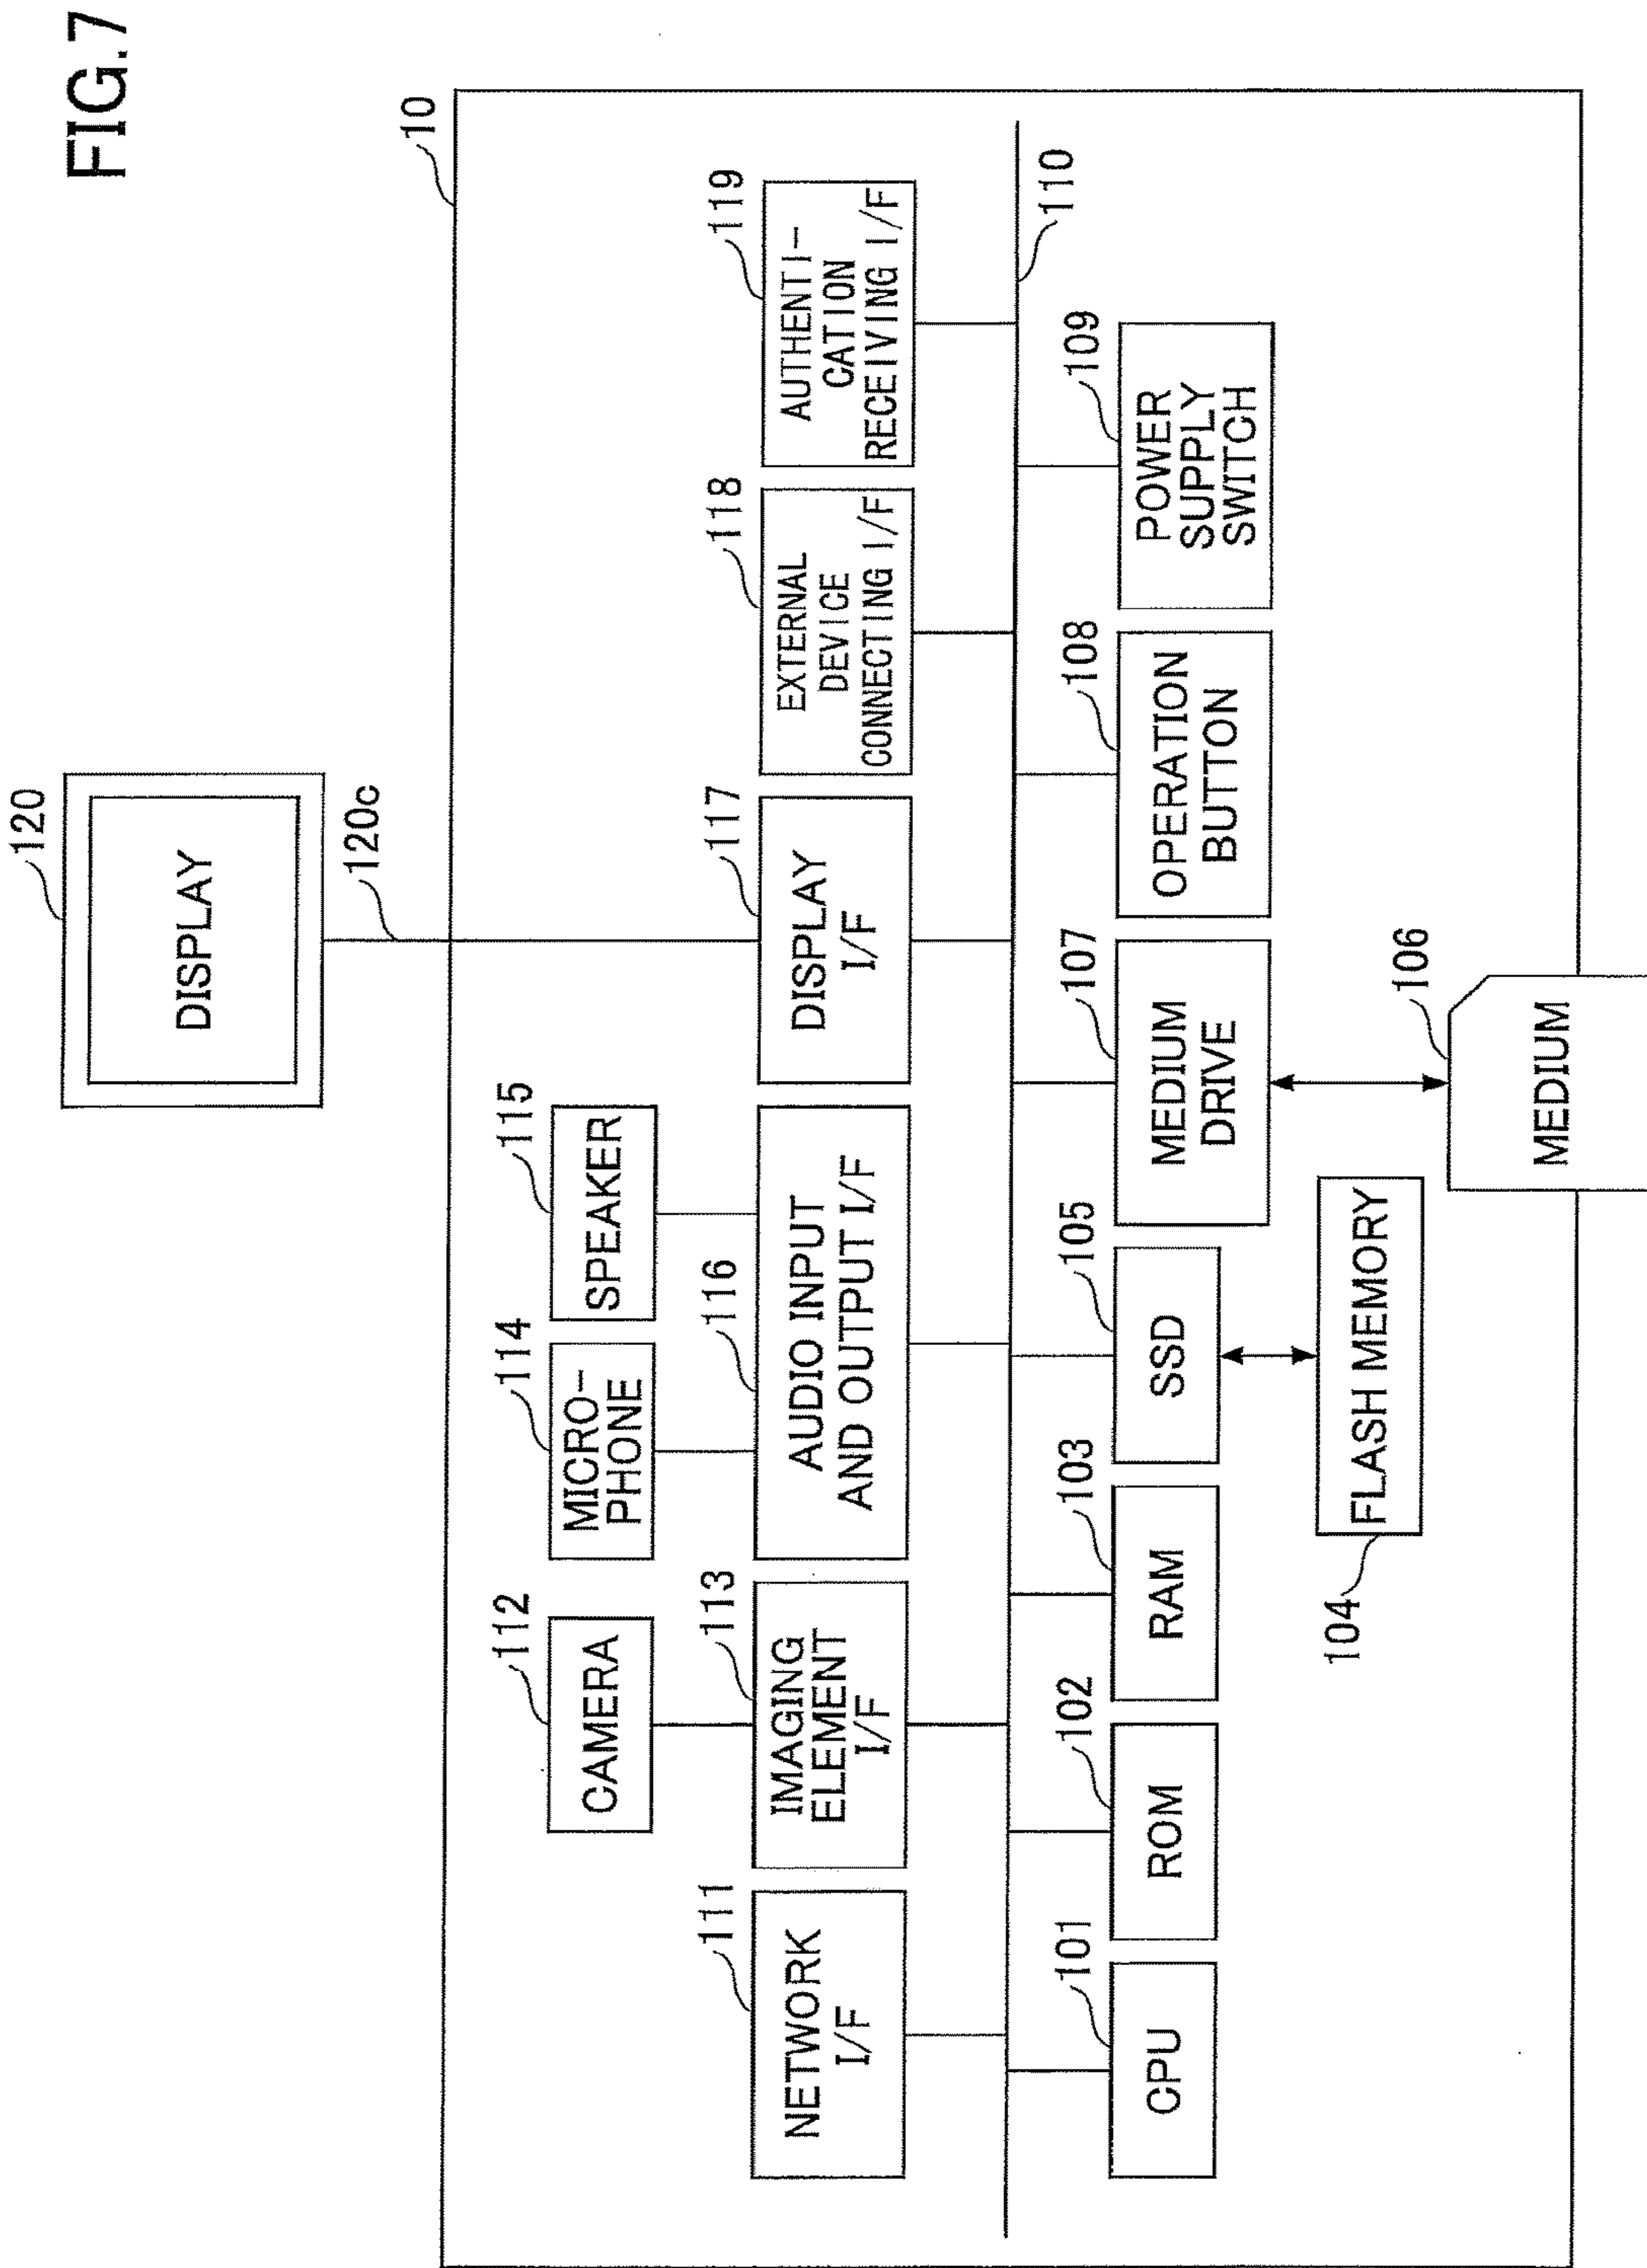 FIG.7
120
DISPLAY
120c
10
112
CAMERA
114
MICRO-
PHONE
115
SPEAKER
111
NETWORK
I/F
113
IMAGING
ELEMENT
I/F
116
AUDIO INPUT
AND OUTPUT I/F
117
DISPLAY
I/F
118
EXTERNAL
DEVICE
CONNECTING I/F
119
AUTHENTI-
CATION
RECEIVING I/F
110
101
CPU
102
ROM
103
RAM
105
SSD
107
MEDIUM
DRIVE
108
OPERATION
BUTTON
109
POWER
SUPPLY
SWITCH
104
FLASH MEMORY
106
MEDIUM